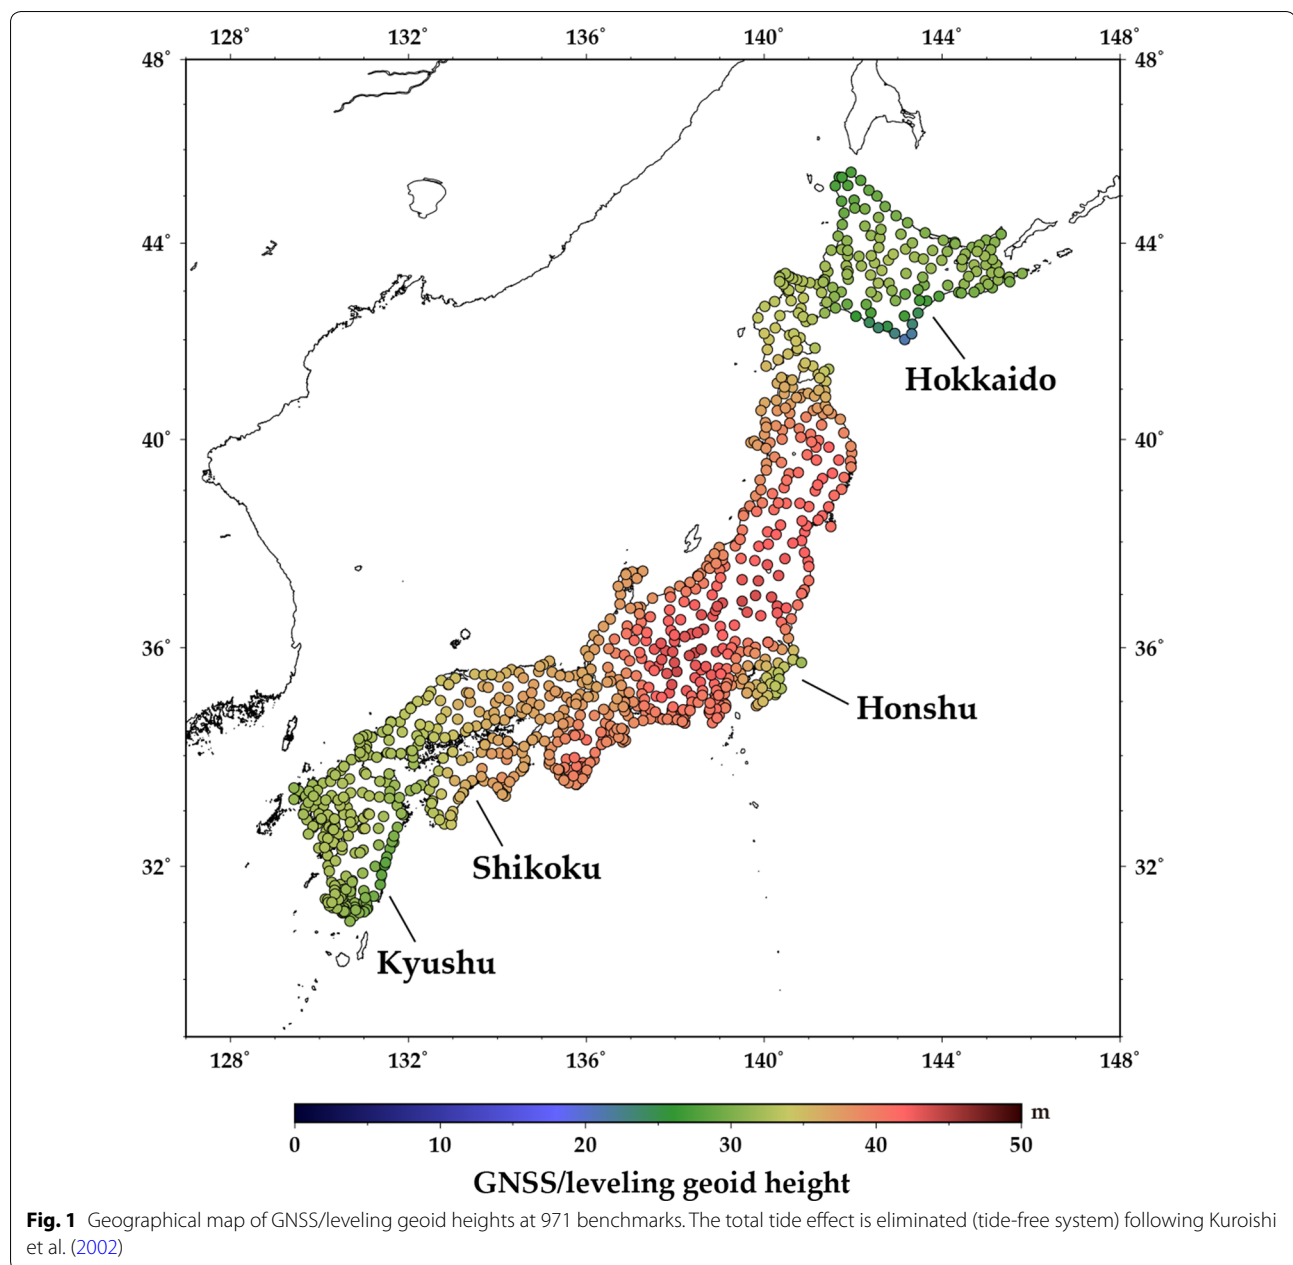 128° 132° 136° 140° 144° 148°
48° 48°
44° 44°
Hokkaido
40° 40°
36° 36°
Honshu
Shikoku
32° 32°
Kyushu
128° 132° 136° 140° 144° 148°
m
0 10 20 30 40 50
GNSS/leveling geoid height
Fig. 1 Geographical map of GNSS/leveling geoid heights at 971 benchmarks. The total tide effect is eliminated (tide-free system) following Kuroishi
et al. (2002)